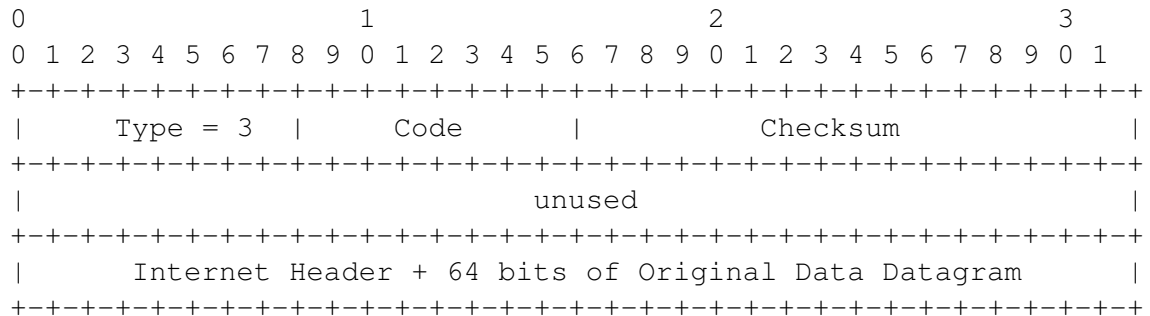 0                   1                   2                   3
0 1 2 3 4 5 6 7 8 9 0 1 2 3 4 5 6 7 8 9 0 1 2 3 4 5 6 7 8 9 0 1
+-+-+-+-+-+-+-+-+-+-+-+-+-+-+-+-+-+-+-+-+-+-+-+-+-+-+-+-+-+-+-+-+
|     Type = 3  |     Code      |          Checksum             |
+-+-+-+-+-+-+-+-+-+-+-+-+-+-+-+-+-+-+-+-+-+-+-+-+-+-+-+-+-+-+-+-+
|                             unused                            |
+-+-+-+-+-+-+-+-+-+-+-+-+-+-+-+-+-+-+-+-+-+-+-+-+-+-+-+-+-+-+-+-+
|      Internet Header + 64 bits of Original Data Datagram      |
+-+-+-+-+-+-+-+-+-+-+-+-+-+-+-+-+-+-+-+-+-+-+-+-+-+-+-+-+-+-+-+-+